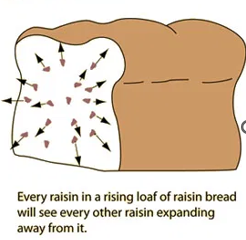 Every raisin in a rising loaf of raisin bread
will see every other raisin expanding
away from it.